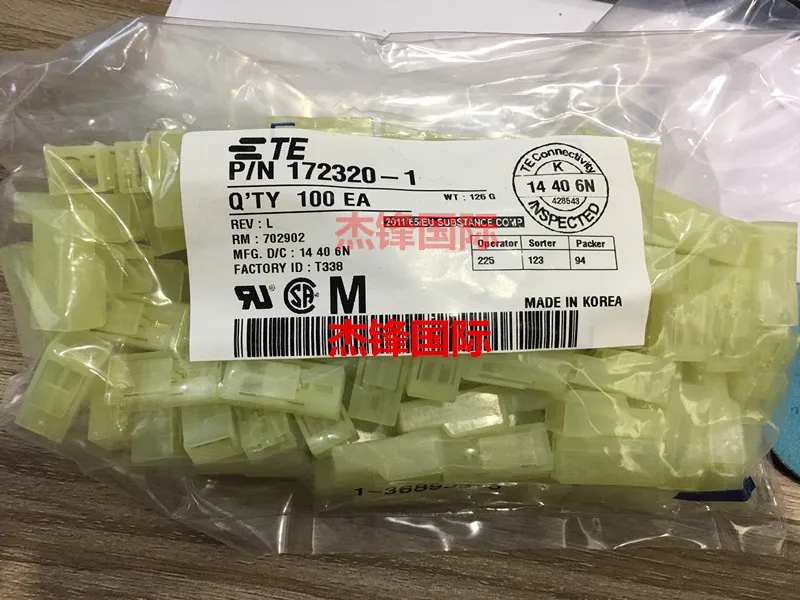 TE
P/N 172320-1
Q'TY 100 EA
WT : 126 G
TE Connectivity
K
14 40 6N
428543
INSPECTED
REV : L
2011/65/EU SUBSTANCE COMP
RM : 702902
MFG. D/C : 14 40 6N
FACTORY ID : T338
Operator Sorter Packer
225 123 94
杰锋国际
M
MADE IN KOREA
杰锋国际